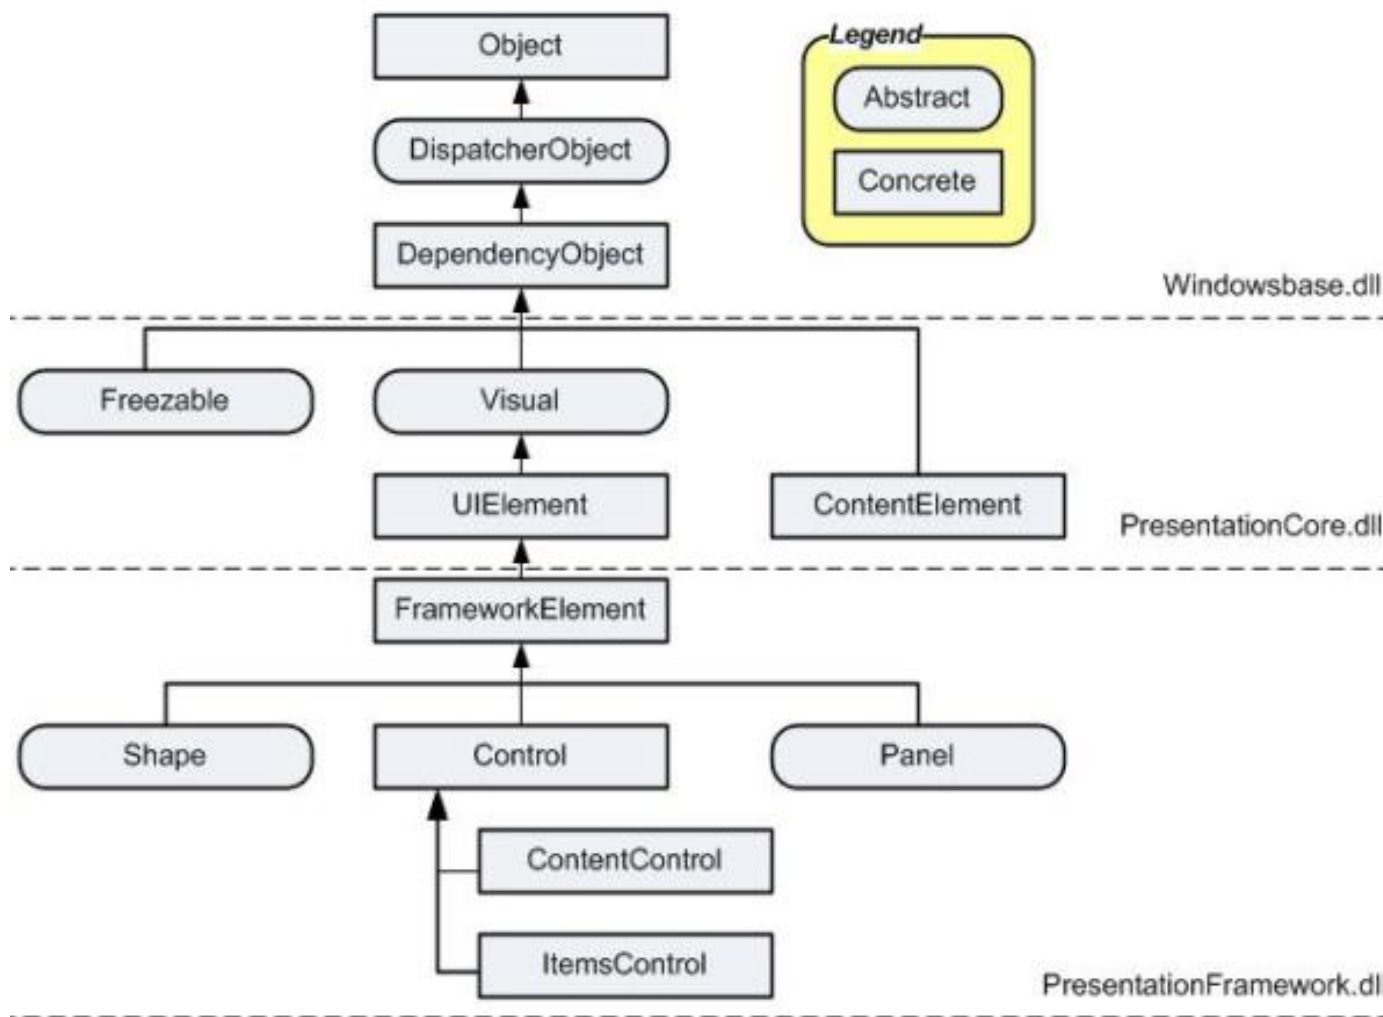 Object
Legend
Abstract
DispatcherObject
Concrete
DependencyObject
Windowsbase.dll
Freezable
Visual
UIElement
ContentElement
PresentationCore.dll
FrameworkElement
Shape
Control
Panel
ContentControl
ItemsControl
PresentationFramework.dll